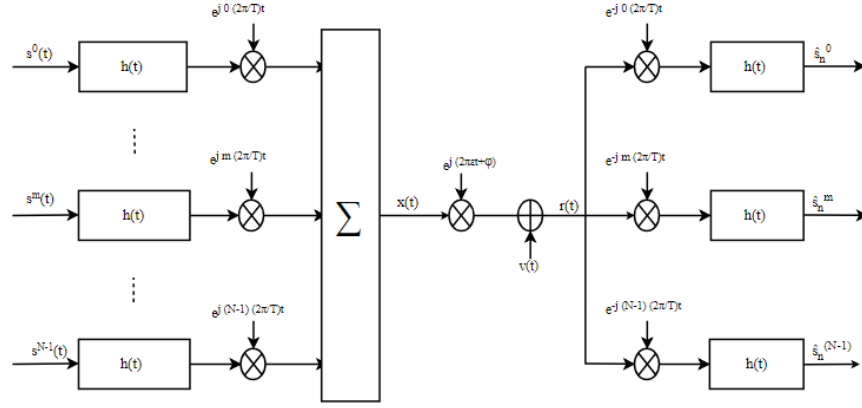 e^{j 0 (2π/T)t}
s^0(t)
h(t)
e^{j m (2π/T)t}
s^m(t)
h(t)
e^{j (N-1) (2π/T)t}
s^{N-1}(t)
h(t)
∑
x(t)
e^{j (2πεt+φ)}
v(t)
r(t)
e^{-j 0 (2π/T)t}
h(t)
ŝ_n^0
e^{-j m (2π/T)t}
h(t)
ŝ_n^m
e^{-j (N-1) (2π/T)t}
h(t)
ŝ_n^{(N-1)}